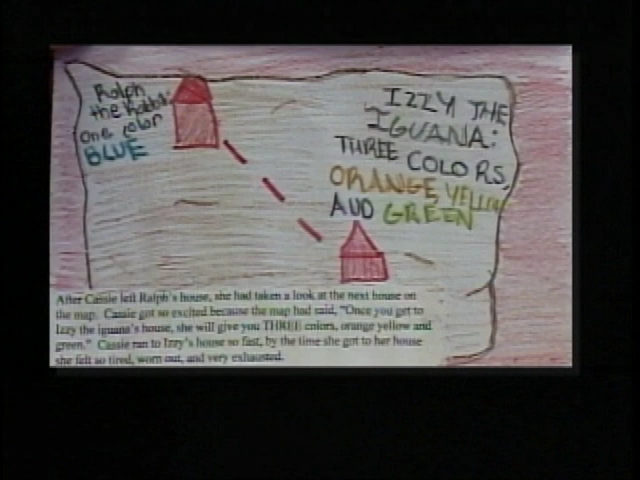 Ralph
the Rabbit:
one color
BLUE
IZZY THE
IGUANA:
THREE COLORS,
ORANGE YELLOW
AND GREEN
After Cassie left Ralph's house, she had taken a look at the next house on
the map. Cassie got so excited because the map had said, "Once you get to
Izzy the iguana's house, she will give you THREE colors, orange yellow and
green." Cassie ran to Izzy's house so fast, by the time she got to her house
she felt so tired, worn out, and very exhausted.